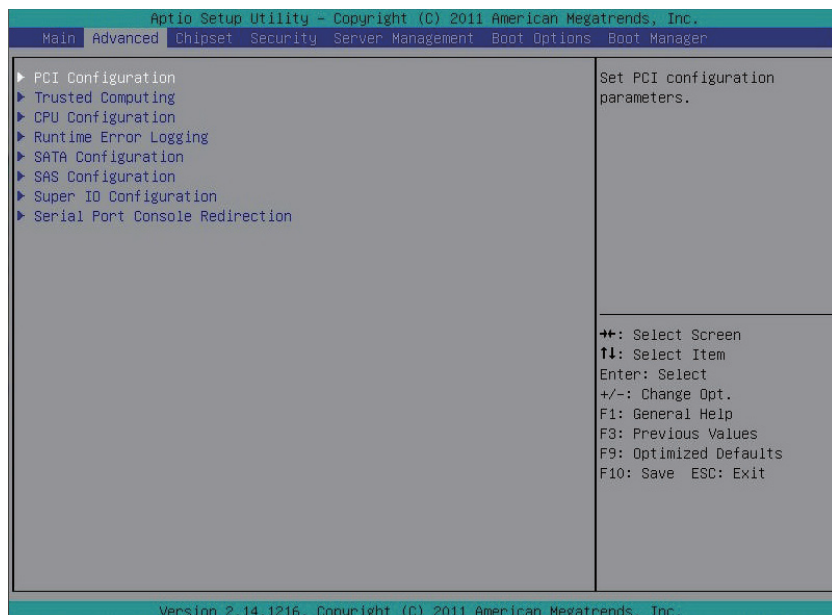 Aptio Setup Utility – Copyright (C) 2011 American Megatrends, Inc.
Main Advanced Chipset Security Server Management Boot Options Boot Manager
▶ PCI Configuration
▶ Trusted Computing
▶ CPU Configuration
▶ Runtime Error Logging
▶ SATA Configuration
▶ SAS Configuration
▶ Super IO Configuration
▶ Serial Port Console Redirection
Set PCI configuration
parameters.
→←: Select Screen
↑↓: Select Item
Enter: Select
+/-: Change Opt.
F1: General Help
F3: Previous Values
F9: Optimized Defaults
F10: Save ESC: Exit
Version 2.14.1216. Copyright (C) 2011 American Megatrends, Inc.